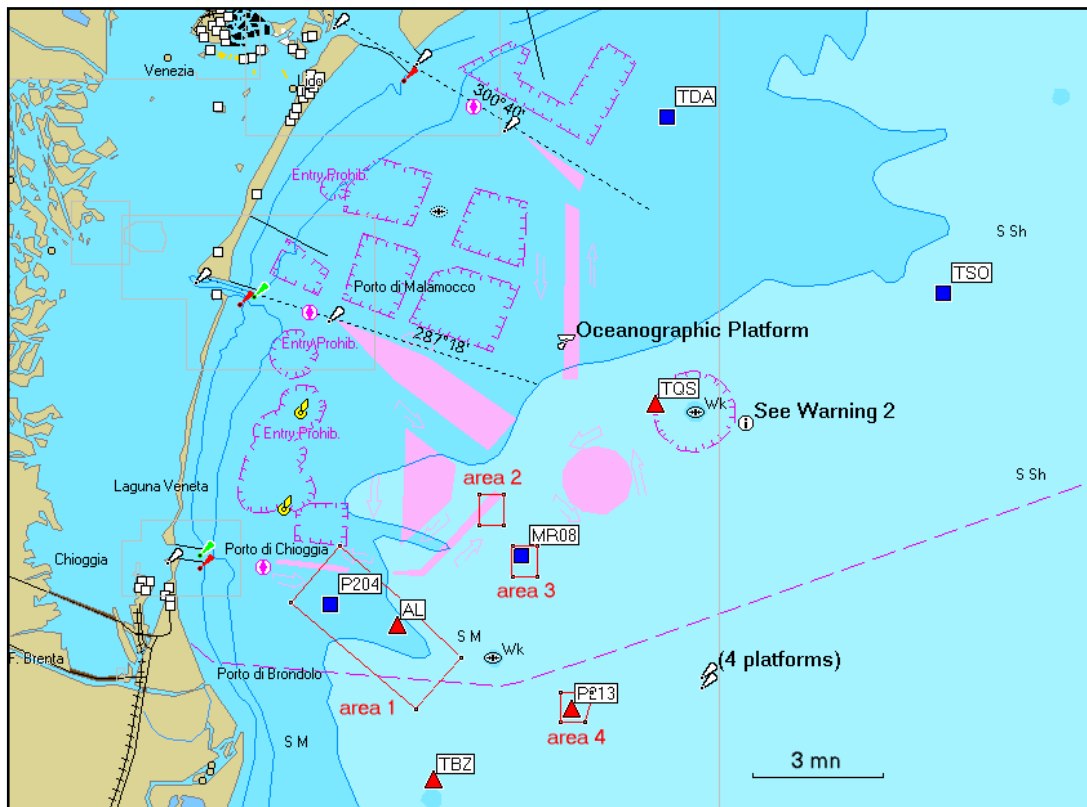 Venezia
Lido
300°40'
TDA
Entry Prohib.
S Sh
TSO
Porto di Malamocco
Oceanographic Platform
Entry Prohib.
287°18'
TQS
Wk
See Warning 2
Entry Prohib.
S Sh
Laguna Veneta
area 2
MR08
Porto di Chioggia
Chioggia
area 3
P204
AL
S M
Wk
F. Brenta
Porto di Brondolo
(4 platforms)
area 1
P213
area 4
S M
3 mn
TBZ